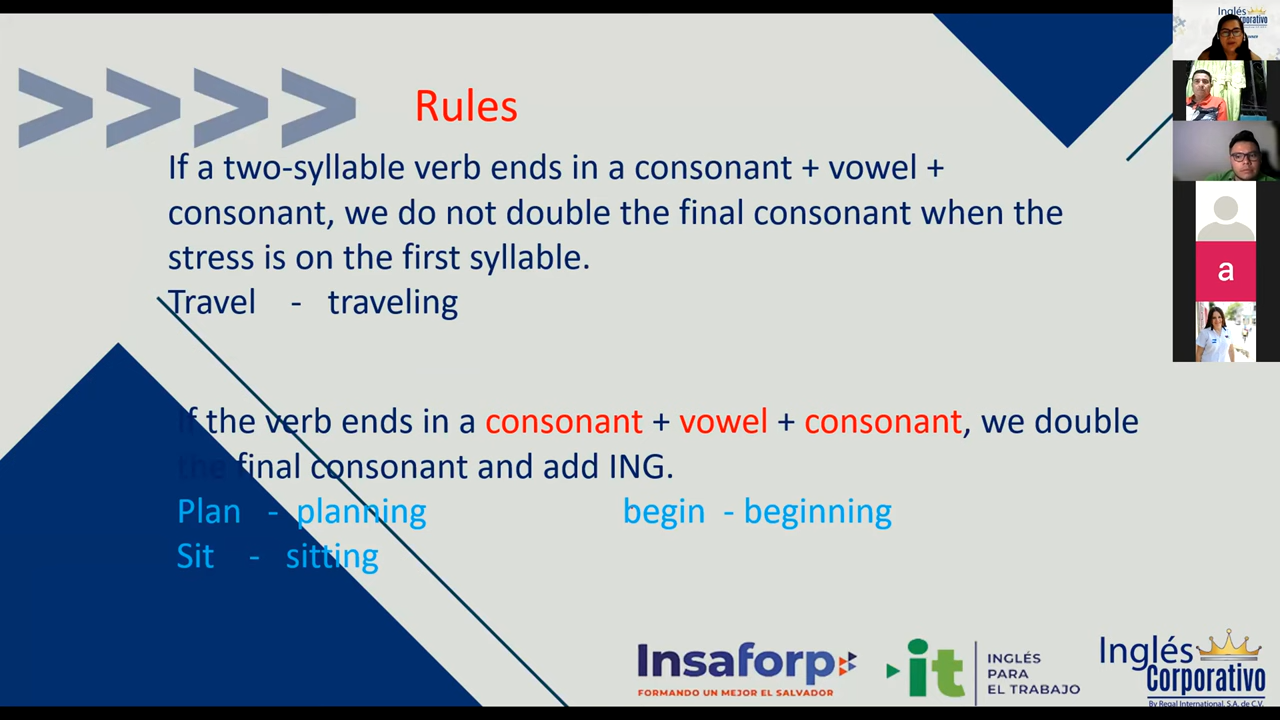 Rules
If a two-syllable verb ends in a consonant + vowel +
consonant, we do not double the final consonant when the
stress is on the first syllable.
Travel - traveling
If the verb ends in a consonant + vowel + consonant, we double
the final consonant and add ING.
Plan - planning begin - beginning
Sit - sitting
Insaforp
FORMANDO UN MEJOR EL SALVADOR
it
INGLÉS
PARA
EL TRABAJO
Inglés
Corporativo
By Regal International, S.A. de C.V.
Inglés
a